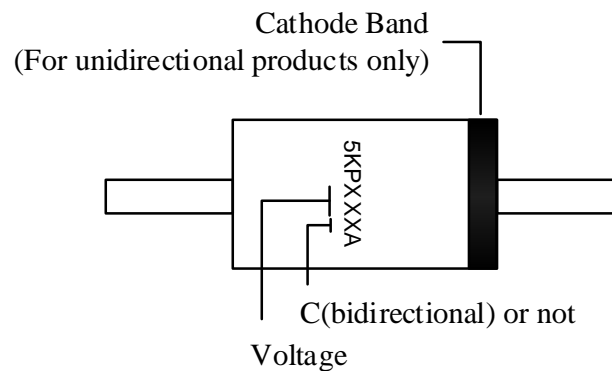 Cathode Band
(For unidirectional products only)
5KPXXXA
C(bidirectional) or not
Voltage